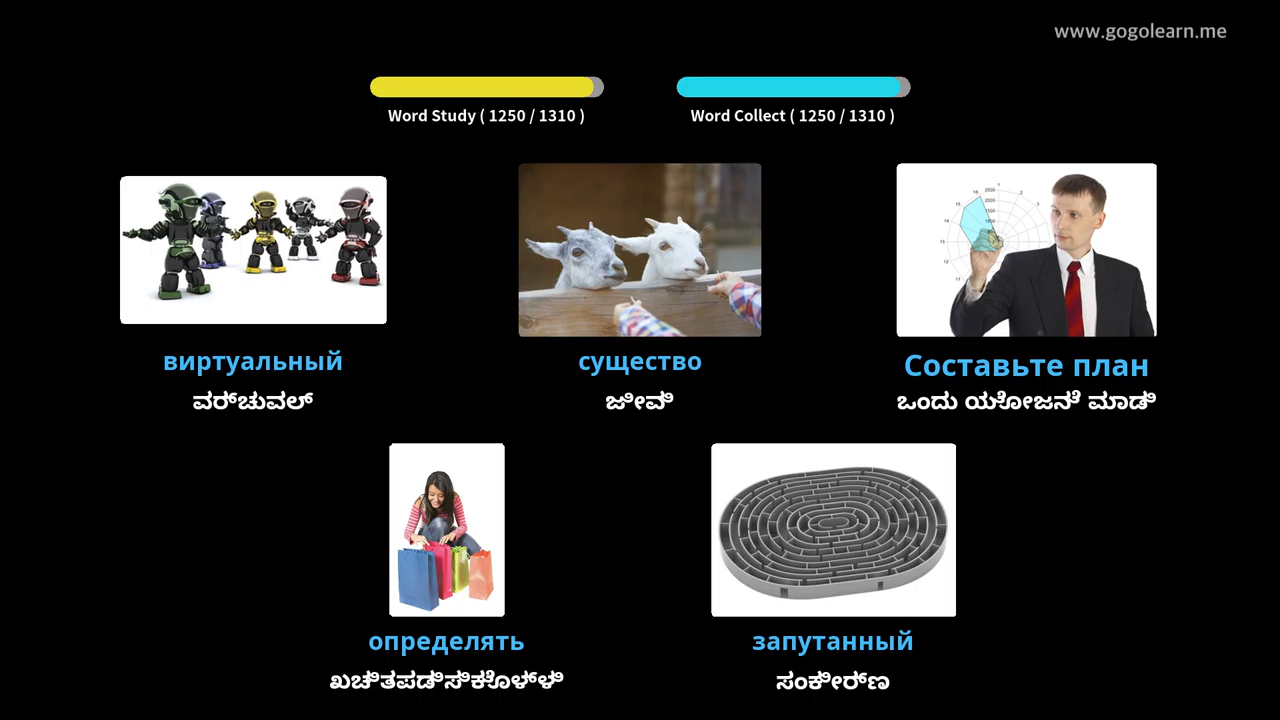 www.gogolearn.me
Word Study ( 1250 / 1310 )
Word Collect ( 1250 / 1310 )
виртуальный
ವರ್ಚುವಲ್
существо
ಜೀವಿ
Составьте план
ಒಂದು ಯೋಜನೆ ಮಾಡಿ
определять
ಖಚಿತಪಡಿಸಿಕೊಳ್ಳಿ
запутанный
ಸಂಕೀರ್ಣ